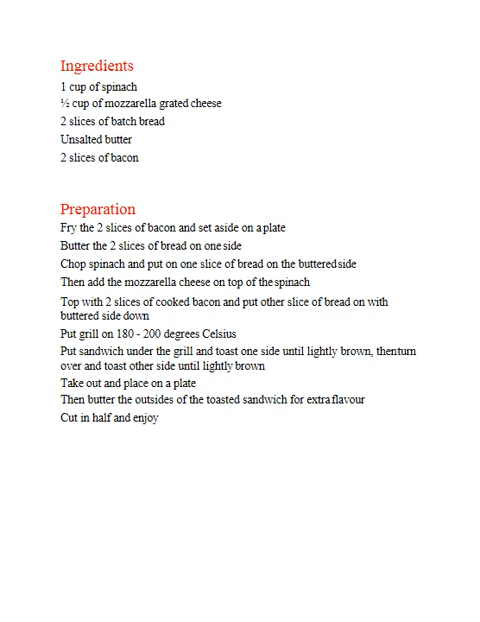 Ingredients
1 cup of spinach
½ cup of mozzarella grated cheese
2 slices of batch bread
Unsalted butter
2 slices of bacon
Preparation
Fry the 2 slices of bacon and set aside on a plate
Butter the 2 slices of bread on one side
Chop spinach and put on one slice of bread on the buttered side
Then add the mozzarella cheese on top of the spinach
Top with 2 slices of cooked bacon and put other slice of bread on with
buttered side down
Put grill on 180 - 200 degrees Celsius
Put sandwich under the grill and toast one side until lightly brown, then turn
over and toast other side until lightly brown
Take out and place on a plate
Then butter the outsides of the toasted sandwich for extra flavour
Cut in half and enjoy